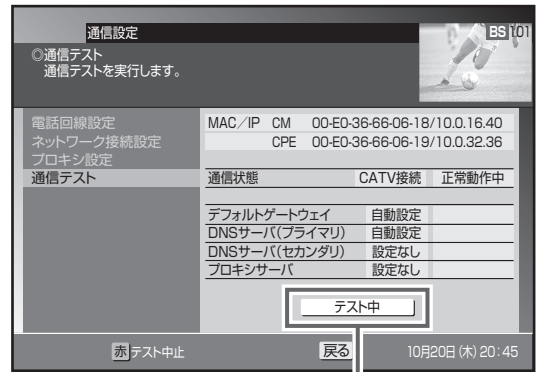 通信設定
BS 101
◎通信テスト
通信テストを実行します。
電話回線設定
ネットワーク接続設定
プロキシ設定
通信テスト
MAC／IP CM 00-E0-36-66-06-18/10.0.16.40
CPE 00-E0-36-66-06-19/10.0.32.36
通信状態 CATV接続 正常動作中
デフォルトゲートウェイ 自動設定
DNSサーバ(プライマリ) 自動設定
DNSサーバ(セカンダリ) 設定なし
プロキシサーバ 設定なし
テスト中
赤 テスト中止 戻る 10月20日(木)20:45